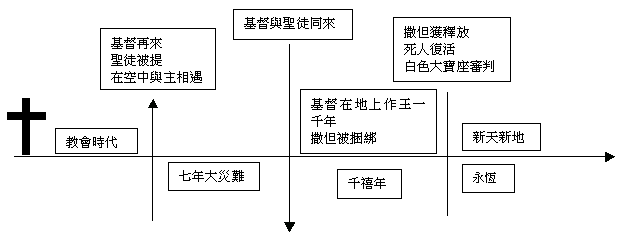 基督再來
聖徒被提
在空中與主相遇
基督與聖徒同來
撒但獲釋放
死人復活
白色大寶座審判
基督在地上作王一
千年
撒但被捆綁
教會時代
七年大災難
千禧年
新天新地
永恆